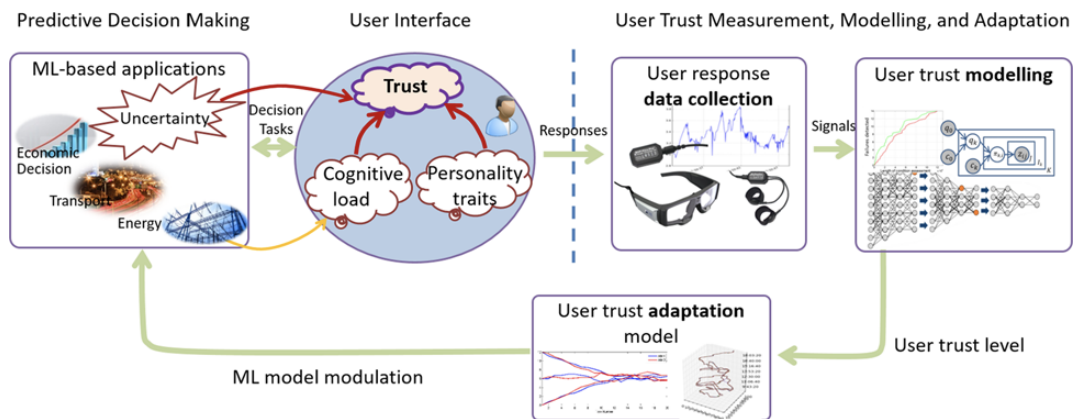 Predictive Decision Making
User Interface
User Trust Measurement, Modelling, and Adaptation
ML-based applications
Uncertainty
Economic
Decision
Transport
Energy
Decision
Tasks
Trust
Cognitive
load
Personality
traits
Responses
User response
data collection
Signals
User trust modelling
Failures detected
User trust level
User trust adaptation
model
ML model modulation